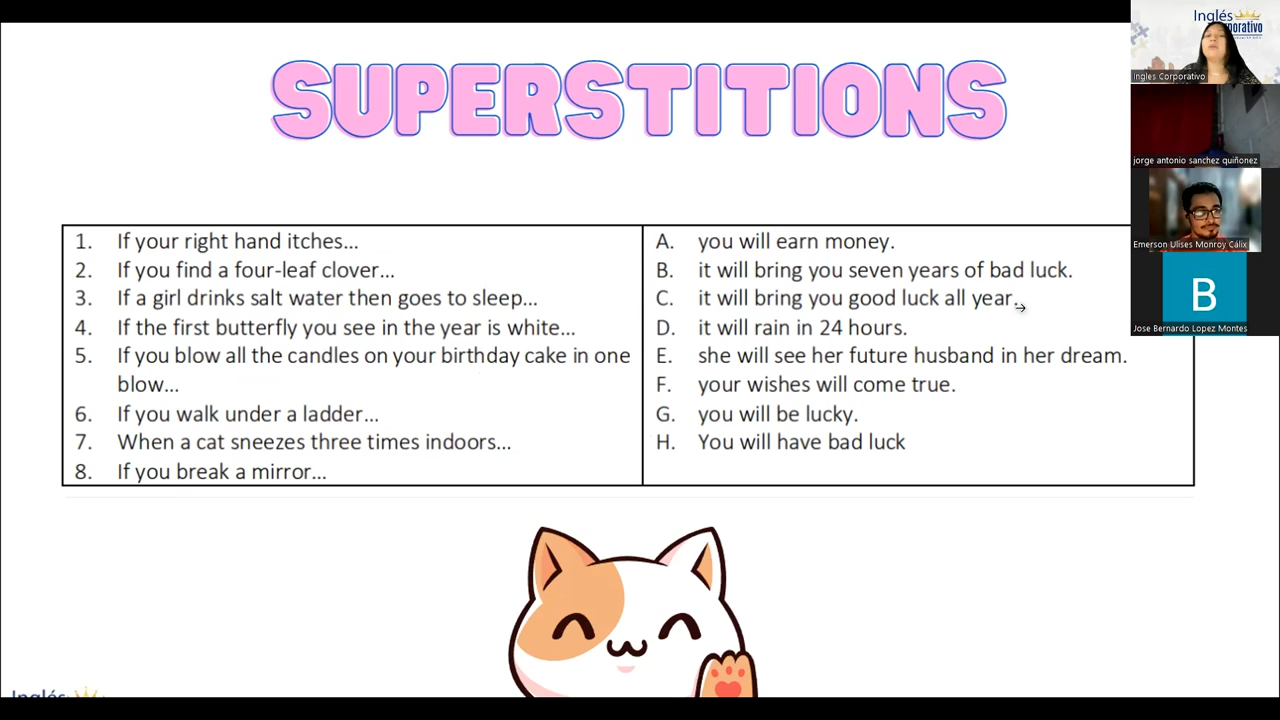 SUPERSTITIONS
1. If your right hand itches...
2. If you find a four-leaf clover...
3. If a girl drinks salt water then goes to sleep...
4. If the first butterfly you see in the year is white...
5. If you blow all the candles on your birthday cake in one
blow...
6. If you walk under a ladder...
7. When a cat sneezes three times indoors...
8. If you break a mirror...
A. you will earn money.
B. it will bring you seven years of bad luck.
C. it will bring you good luck all year.
D. it will rain in 24 hours.
E. she will see her future husband in her dream.
F. your wishes will come true.
G. you will be lucky.
H. You will have bad luck
Inglés
Inglés
Ingles Corporativo
jorge antonio sanchez quiñonez
Emerson Ulises Monroy Cálix
B
Jose Bernardo Lopez Montes